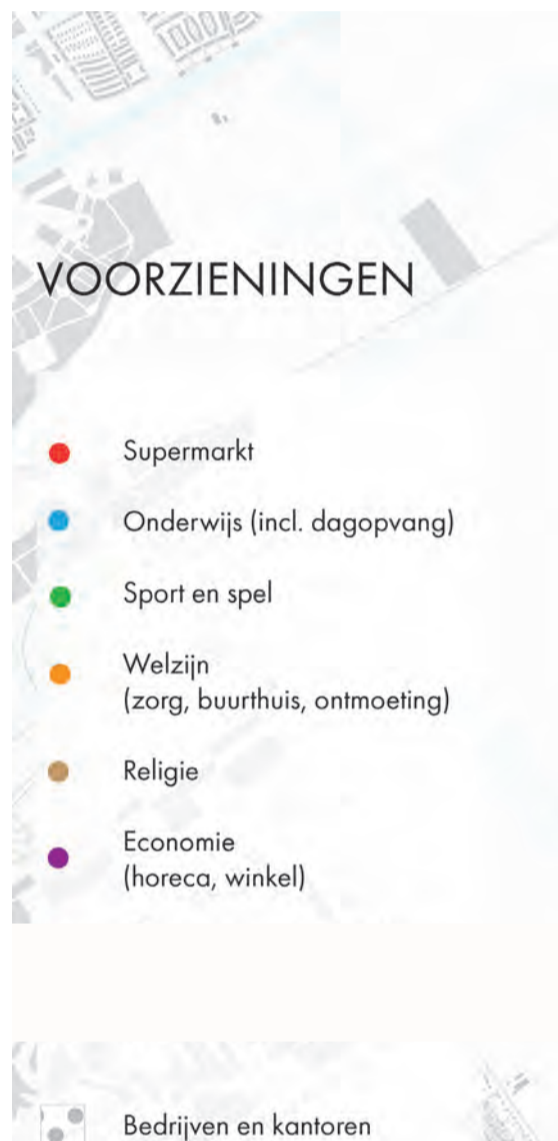 VOORZIENINGEN
Supermarkt
Onderwijs (incl. dagopvang)
Sport en spel
Welzijn
(zorg, buurthuis, ontmoeting)
Religie
Economie
(horeca, winkel)
Bedrijven en kantoren